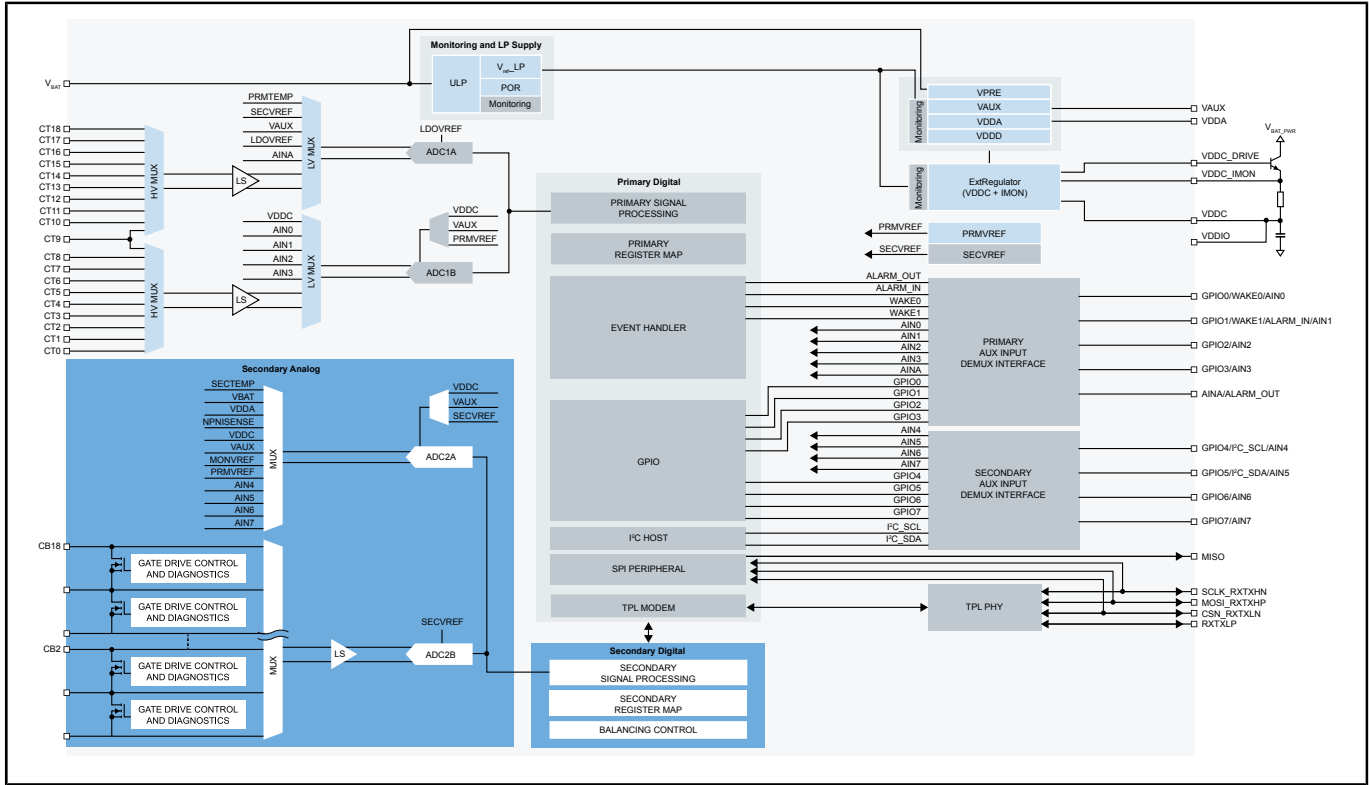 Monitoring and LP Supply
ULP
Vref_LP
POR
Monitoring
VBAT
PRMTEMP
SECVREF
VAUX
LDOVREF
AINA
LV MUX
CT18
CT17
CT16
CT15
CT14
CT13
CT12
CT11
CT10
CT9
CT8
CT7
CT6
CT5
CT4
CT3
CT2
CT1
CT0
HV MUX
HV MUX
LS
LS
VDDC
AIN0
AIN1
AIN2
AIN3
LV MUX
LDOVREF
ADC1A
VDDC
VAUX
PRMVREF
ADC1B
Primary Digital
PRIMARY SIGNAL
PROCESSING
PRIMARY
REGISTER MAP
EVENT HANDLER
GPIO
I²C HOST
SPI PERIPHERAL
TPL MODEM
Monitoring
VPRE
VAUX
VDDA
VDDD
Monitoring
ExtRegulator
(VDDC + IMON)
PRMVREF
PRMVREF
SECVREF
SECVREF
VAUX
VDDA
VBAT_PWR
VDDC_DRIVE
VDDC_IMON
VDDC
VDDIO
ALARM_OUT
ALARM_IN
WAKE0
WAKE1
AIN0
AIN1
AIN2
AIN3
AINA
GPIO0
GPIO1
GPIO2
GPIO3
AIN4
AIN5
AIN6
AIN7
GPIO4
GPIO5
GPIO6
GPIO7
I²C_SCL
I²C_SDA
PRIMARY
AUX INPUT
DEMUX INTERFACE
SECONDARY
AUX INPUT
DEMUX INTERFACE
GPIO0/WAKE0/AIN0
GPIO1/WAKE1/ALARM_IN/AIN1
GPIO2/AIN2
GPIO3/AIN3
AINA/ALARM_OUT
GPIO4/I²C_SCL/AIN4
GPIO5/I²C_SDA/AIN5
GPIO6/AIN6
GPIO7/AIN7
MISO
TPL PHY
SCLK_RXTXHN
MOSI_RXTXHP
CSN_RXTXLN
RXTXLP
Secondary Analog
SECTEMP
VBAT
VDDA
NPNISENSE
VDDC
VAUX
MONVREF
PRMVREF
AIN4
AIN5
AIN6
AIN7
MUX
VDDC
VAUX
SECVREF
ADC2A
CB18
GATE DRIVE CONTROL
AND DIAGNOSTICS
GATE DRIVE CONTROL
AND DIAGNOSTICS
CB2
GATE DRIVE CONTROL
AND DIAGNOSTICS
GATE DRIVE CONTROL
AND DIAGNOSTICS
MUX
LS
SECVREF
ADC2B
Secondary Digital
SECONDARY
SIGNAL PROCESSING
SECONDARY
REGISTER MAP
BALANCING CONTROL